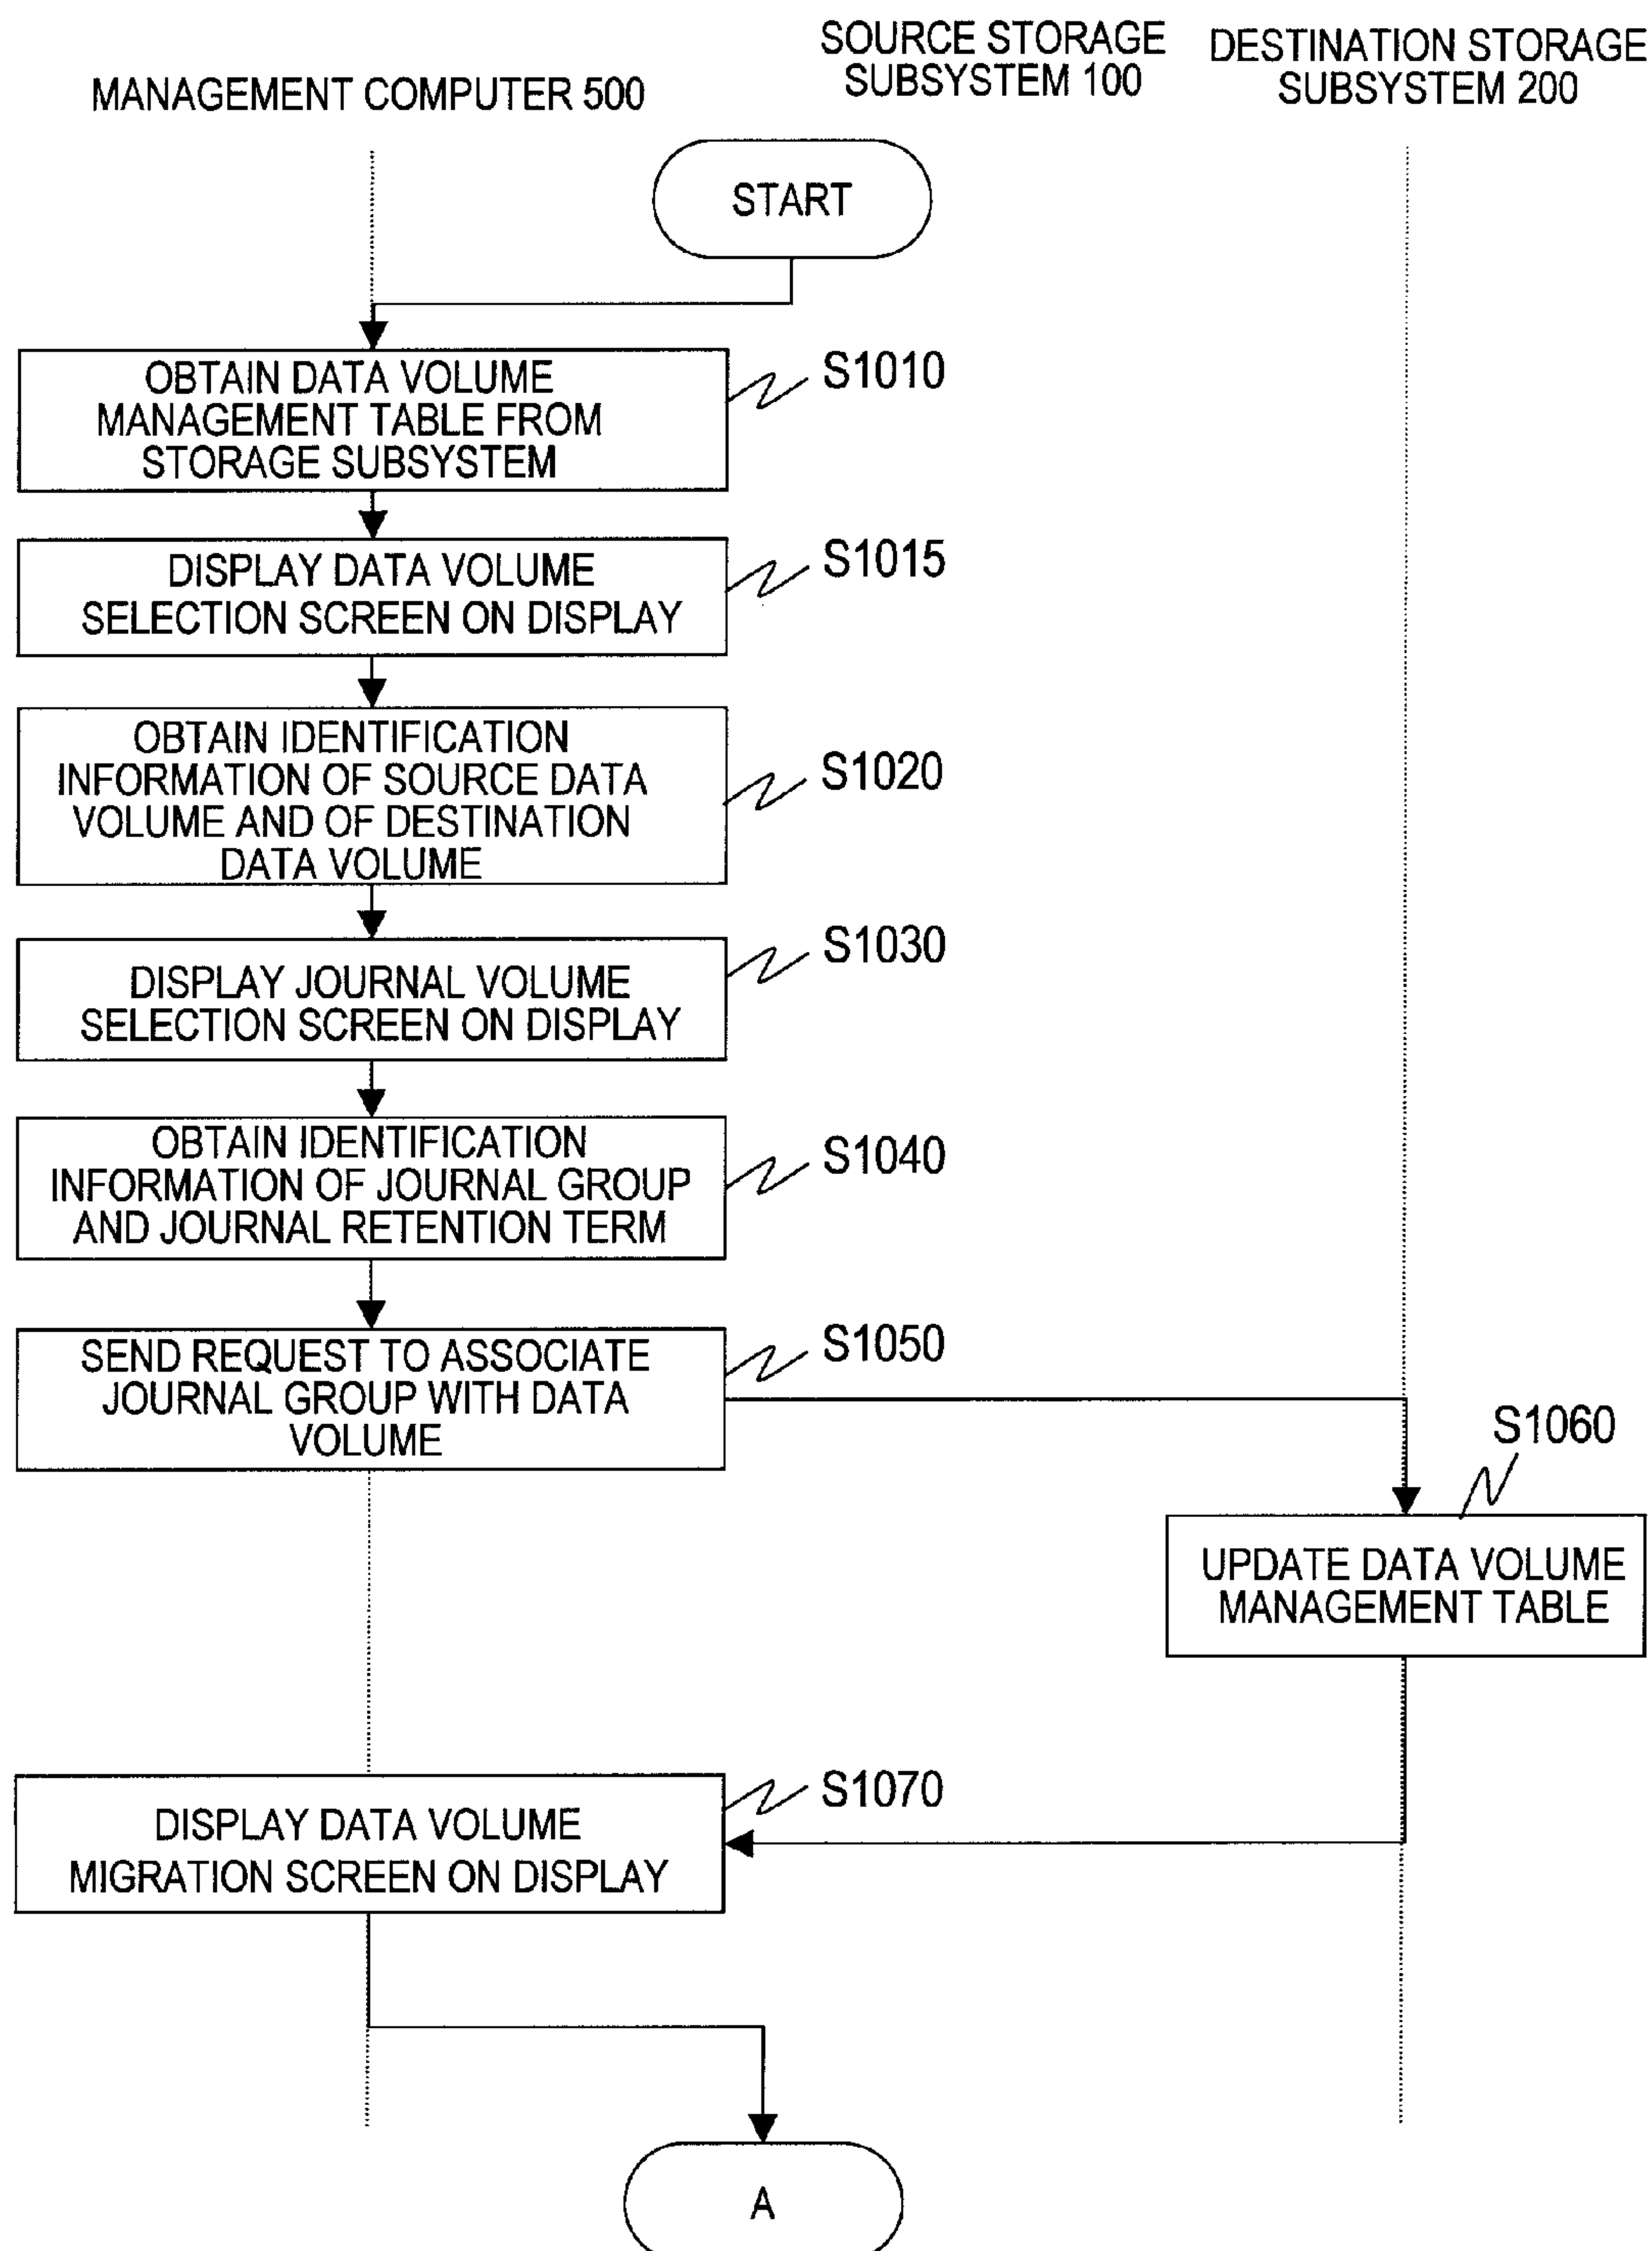 MANAGEMENT COMPUTER 500
SOURCE STORAGE
SUBSYSTEM 100
DESTINATION STORAGE
SUBSYSTEM 200
START
OBTAIN DATA VOLUME
MANAGEMENT TABLE FROM
STORAGE SUBSYSTEM
S1010
DISPLAY DATA VOLUME
SELECTION SCREEN ON DISPLAY
S1015
OBTAIN IDENTIFICATION
INFORMATION OF SOURCE DATA
VOLUME AND OF DESTINATION
DATA VOLUME
S1020
DISPLAY JOURNAL VOLUME
SELECTION SCREEN ON DISPLAY
S1030
OBTAIN IDENTIFICATION
INFORMATION OF JOURNAL GROUP
AND JOURNAL RETENTION TERM
S1040
SEND REQUEST TO ASSOCIATE
JOURNAL GROUP WITH DATA
VOLUME
S1050
S1060
UPDATE DATA VOLUME
MANAGEMENT TABLE
DISPLAY DATA VOLUME
MIGRATION SCREEN ON DISPLAY
S1070
A